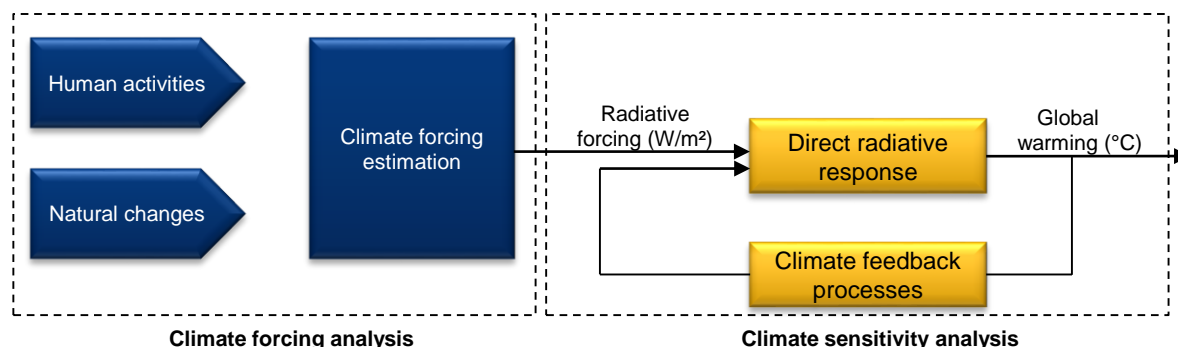 Human activities
Natural changes
Climate forcing
estimation
Radiative
forcing (W/m²)
Direct radiative
response
Global
warming (°C)
Climate feedback
processes
Climate forcing analysis
Climate sensitivity analysis